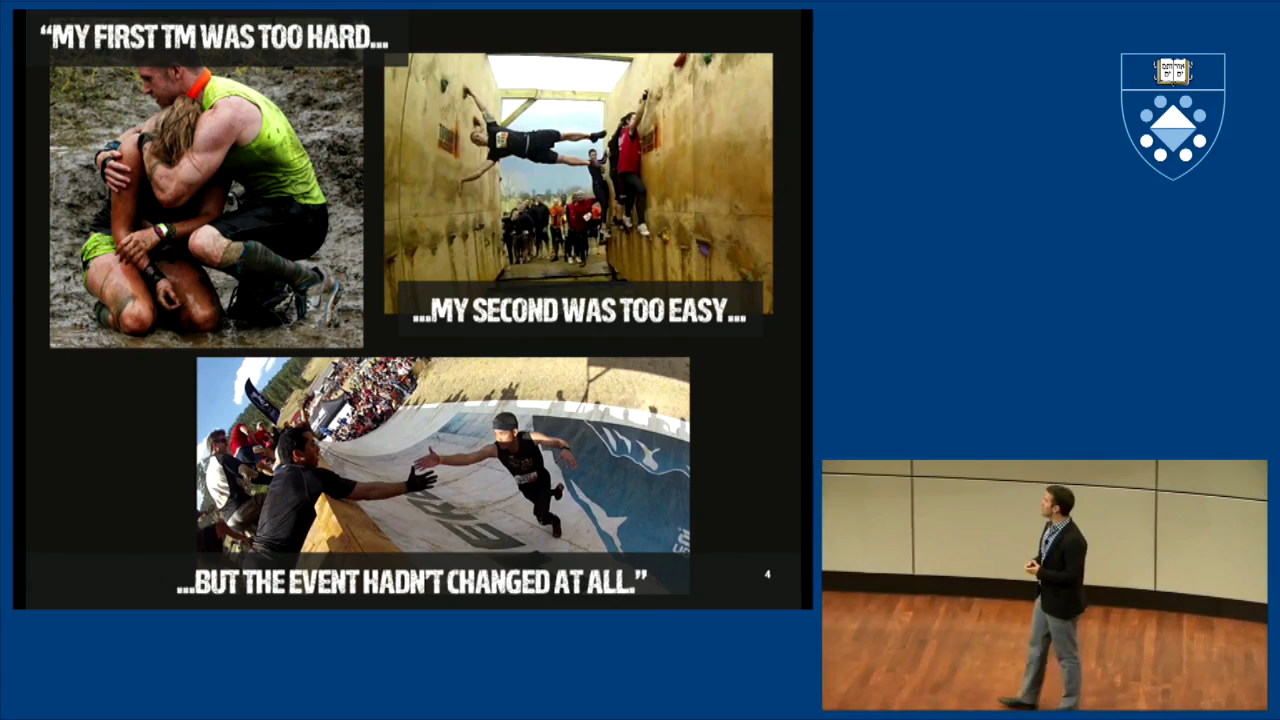 “MY FIRST TM WAS TOO HARD...
...MY SECOND WAS TOO EASY...
...BUT THE EVENT HADN'T CHANGED AT ALL.”
4